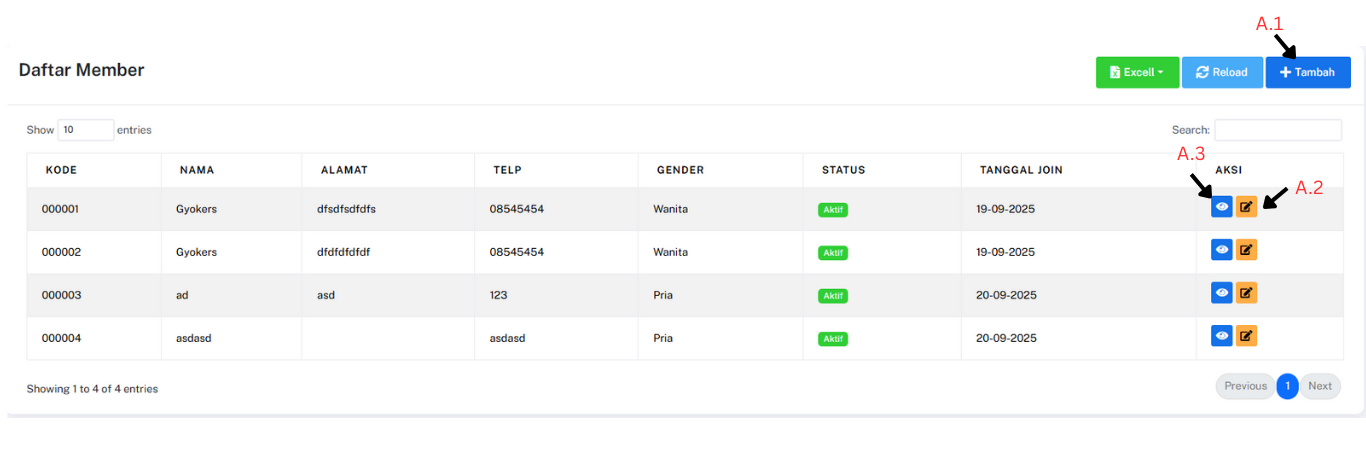 A.1
Daftar Member
Excell
Reload
Tambah
Show 10 entries
Search:
A.3
KODE NAMA ALAMAT TELP GENDER STATUS TANGGAL JOIN AKSI
A.2
000001 Gyokers dfsdfsdfdfs 08545454 Wanita Aktif 19-09-2025
000002 Gyokers dfdfdfdfdf 08545454 Wanita Aktif 19-09-2025
000003 ad asd 123 Pria Aktif 20-09-2025
000004 asdasd asdasd Pria Aktif 20-09-2025
Showing 1 to 4 of 4 entries
Previous 1 Next